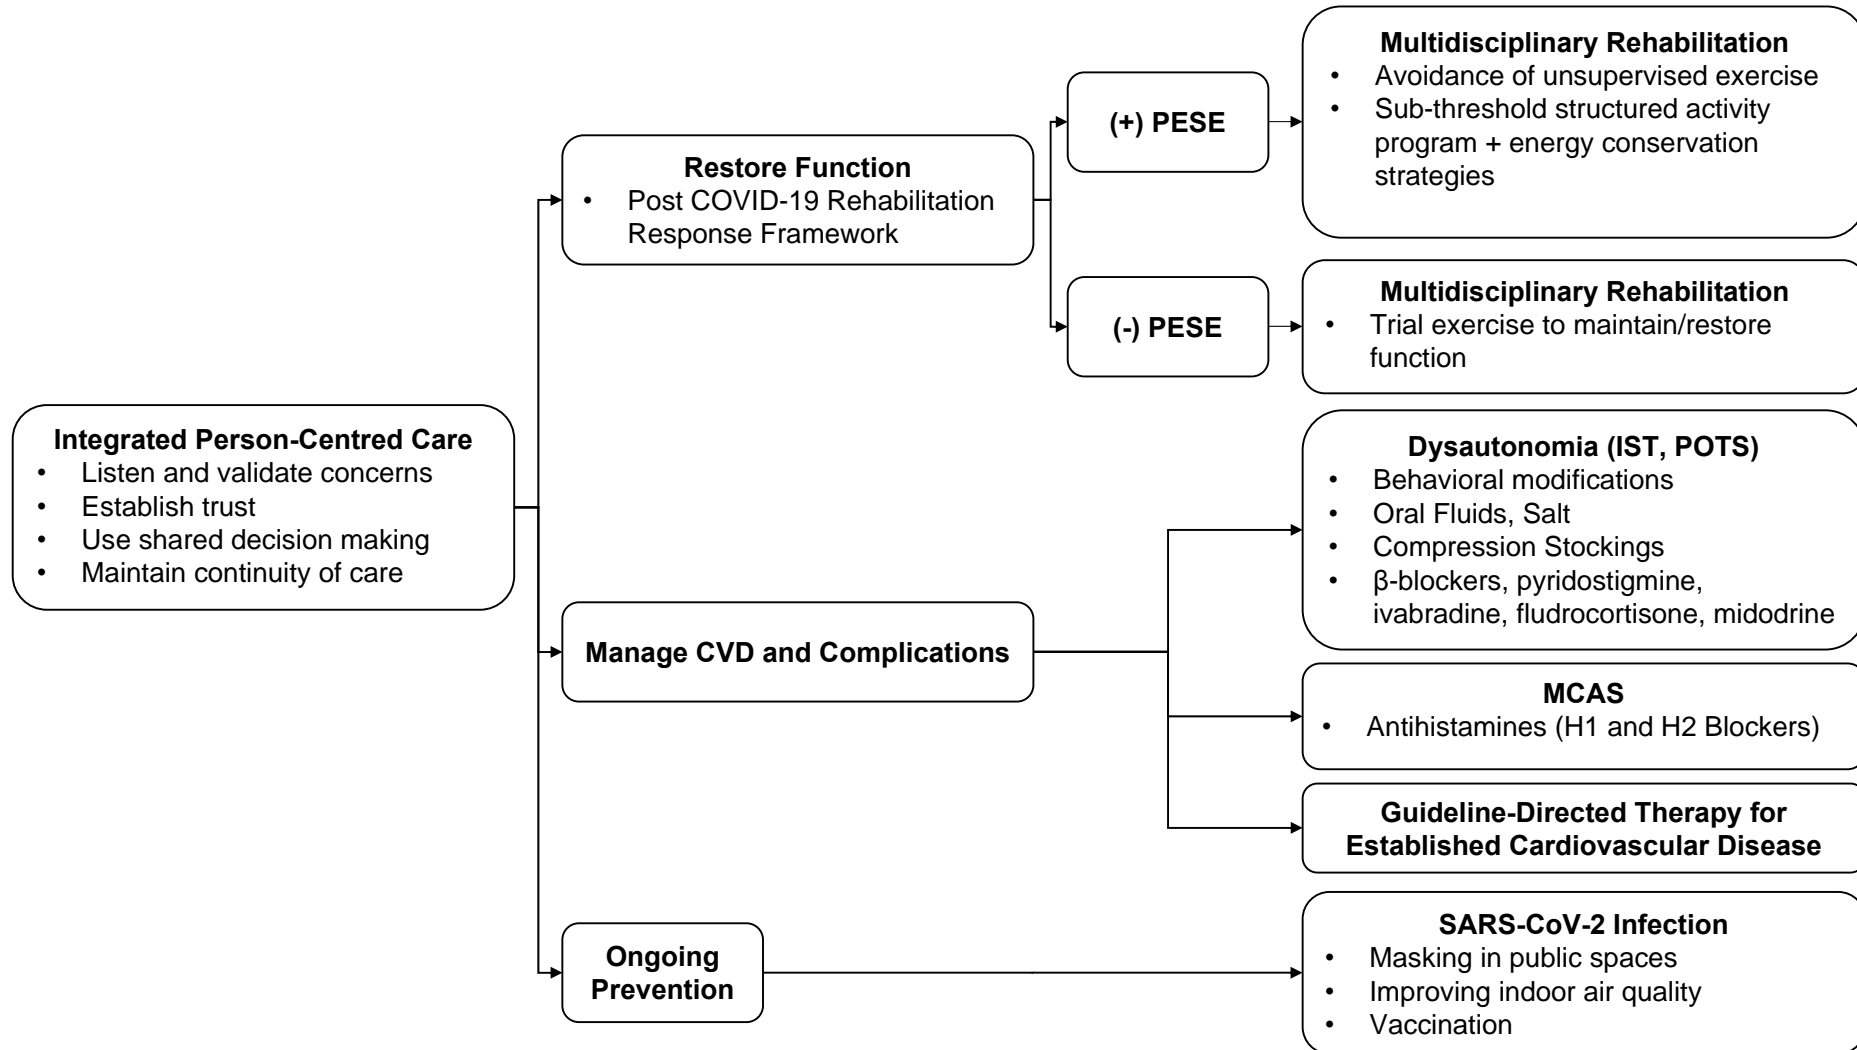 Integrated Person-Centred Care
• Listen and validate concerns
• Establish trust
• Use shared decision making
• Maintain continuity of care
Restore Function
• Post COVID-19 Rehabilitation
Response Framework
(+) PESE
Multidisciplinary Rehabilitation
• Avoidance of unsupervised exercise
• Sub-threshold structured activity
program + energy conservation
strategies
(-) PESE
Multidisciplinary Rehabilitation
• Trial exercise to maintain/restore
function
Manage CVD and Complications
Dysautonomia (IST, POTS)
• Behavioral modifications
• Oral Fluids, Salt
• Compression Stockings
• β-blockers, pyridostigmine,
ivabradine, fludrocortisone, midodrine
MCAS
• Antihistamines (H1 and H2 Blockers)
Guideline-Directed Therapy for
Established Cardiovascular Disease
Ongoing
Prevention
SARS-CoV-2 Infection
• Masking in public spaces
• Improving indoor air quality
• Vaccination